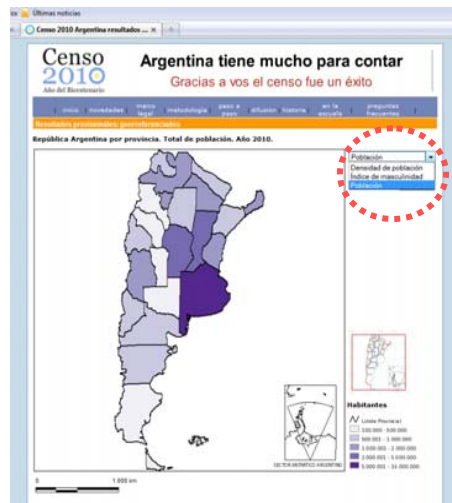 Últimas noticias
Censo 2010 Argentina resultados ... ×
Censo
2010
Año del Bicentenario
Argentina tiene mucho para contar
Gracias a vos el censo fue un éxito
inicio | novedades | marco legal | metodología | paso a paso | difusión | historia | en la escuela | preguntas frecuentes
Resultados provisionales: georreferenciados
República Argentina por provincia. Total de población. Año 2010.
Población
Densidad de población
Índice de masculinidad
Población
SECTOR ANTÁRTICO ARGENTINO
Habitantes
Límite Provincial
500.001 - 1.000.000
1.000.001 - 2.000.000
2.000.001 - 5.000.000
5.000.001 - 16.000.000
0 1.000 km